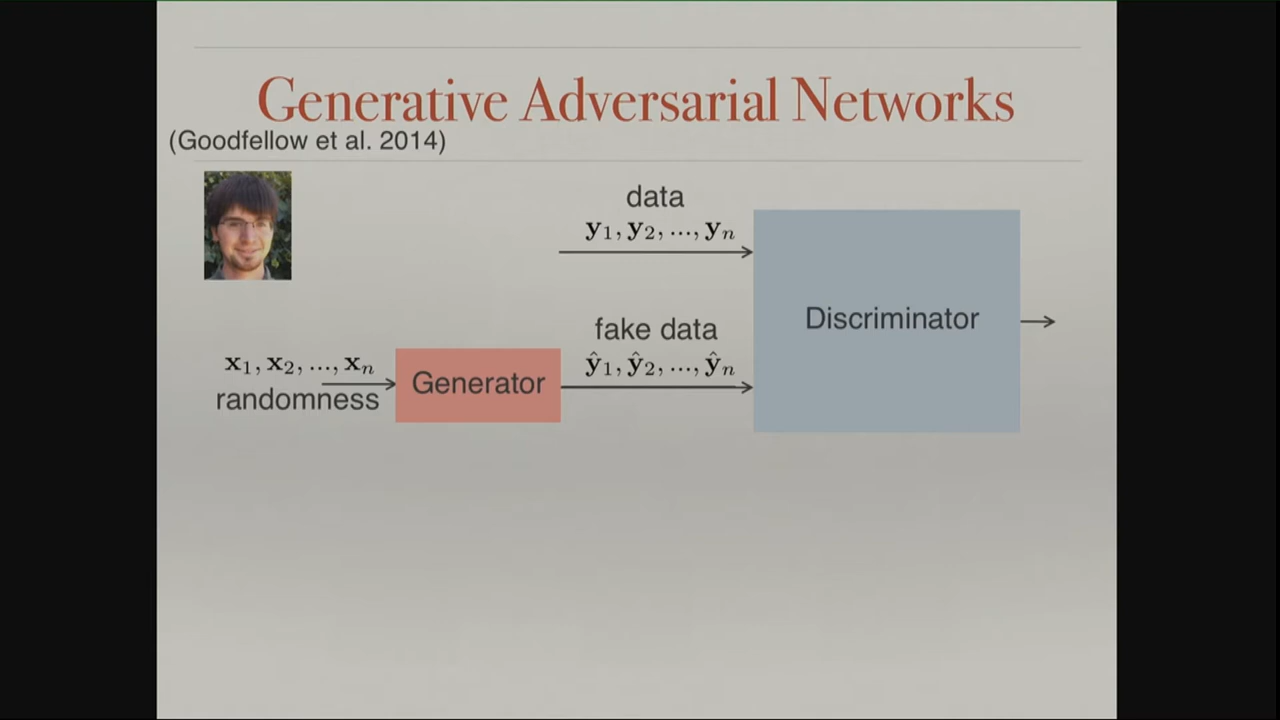 Generative Adversarial Networks
(Goodfellow et al. 2014)
data
y₁, y₂, ..., yₙ
Discriminator
fake data
ŷ₁, ŷ₂, ..., ŷₙ
x₁, x₂, ..., xₙ
Generator
randomness